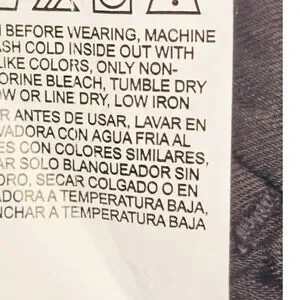 BEFORE WEARING, MACHINE
ASH COLD INSIDE OUT WITH
LIKE COLORS, ONLY NON-
ORINE BLEACH, TUMBLE DRY
OW OR LINE DRY, LOW IRON
R ANTES DE USAR, LAVAR EN
VADORA CON AGUA FRIA AL
ES CON COLORES SIMILARES,
AR SOLO BLANQUEADOR SIN
ORO, SECAR COLGADO O EN
ADORA A TEMPERATURA BAJA,
NCHAR A TEMPERATURA BAJA